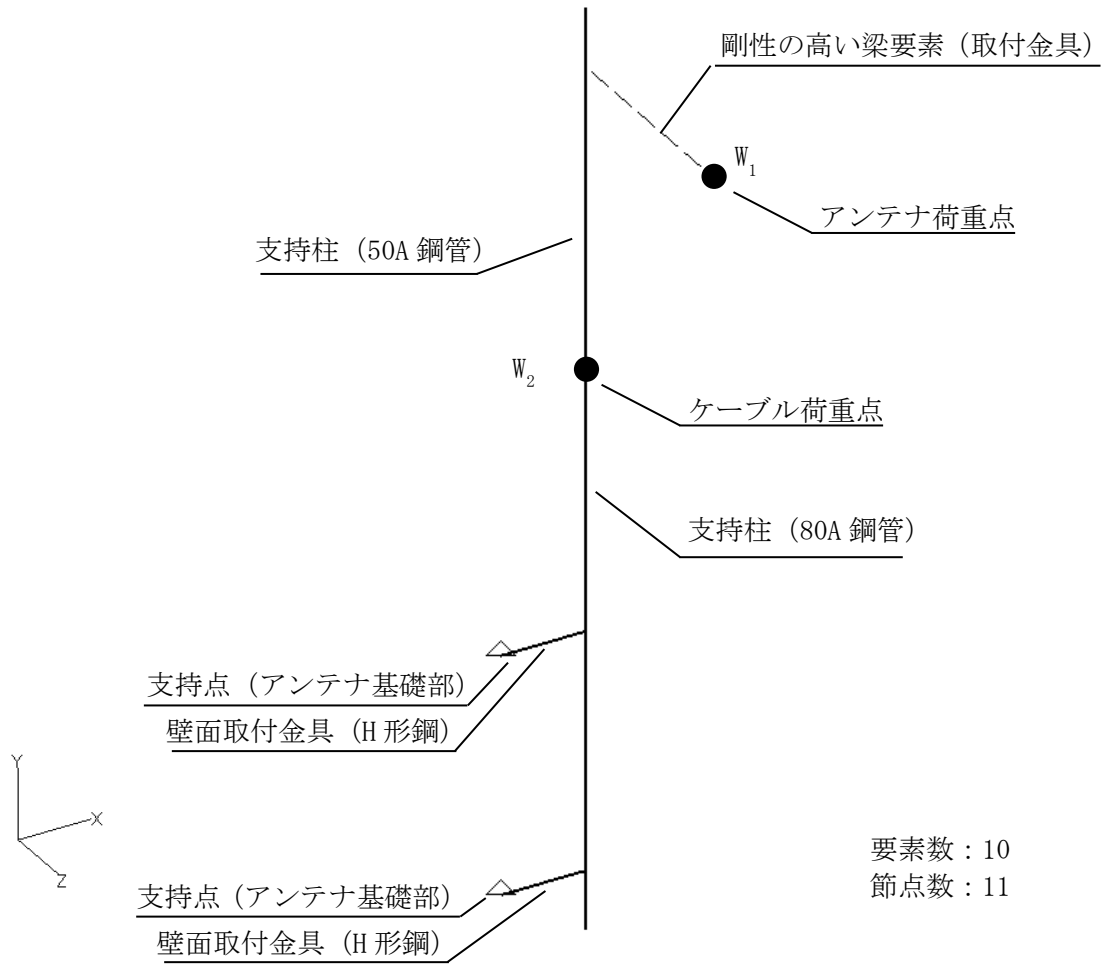 剛性の高い梁要素（取付金具）
W1
アンテナ荷重点
支持柱（50A 鋼管）
W2
ケーブル荷重点
支持柱（80A 鋼管）
支持点（アンテナ基礎部）
壁面取付金具（H 形鋼）
Y
X
Z
要素数：10
節点数：11
支持点（アンテナ基礎部）
壁面取付金具（H 形鋼）